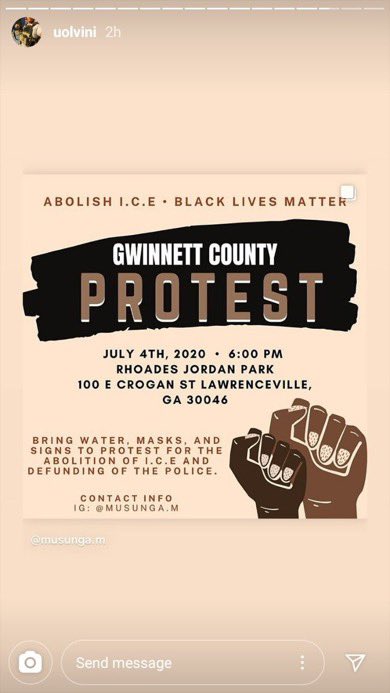 uolvini 2h
ABOLISH I.C.E • BLACK LIVES MATTER
GWINNETT COUNTY
PROTEST
JULY 4TH, 2020 • 6:00 PM
RHOADES JORDAN PARK
100 E CROGAN ST LAWRENCEVILLE,
GA 30046
BRING WATER, MASKS, AND
SIGNS TO PROTEST FOR THE
ABOLITION OF I.C.E AND
DEFUNDING OF THE POLICE.
CONTACT INFO
IG: @MUSUNGA.M
@musunga.m
Send message